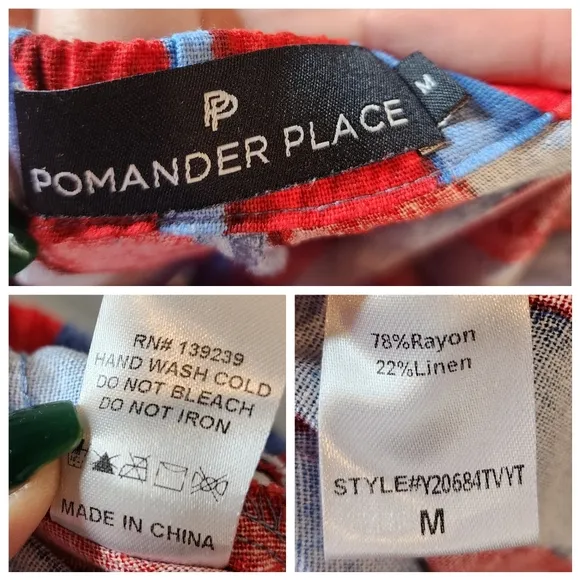 PP
POMANDER PLACE
M
RN# 139239
HAND WASH COLD
DO NOT BLEACH
DO NOT IRON
MADE IN CHINA
78%Rayon
22%Linen
STYLE#Y20684TVYT
M